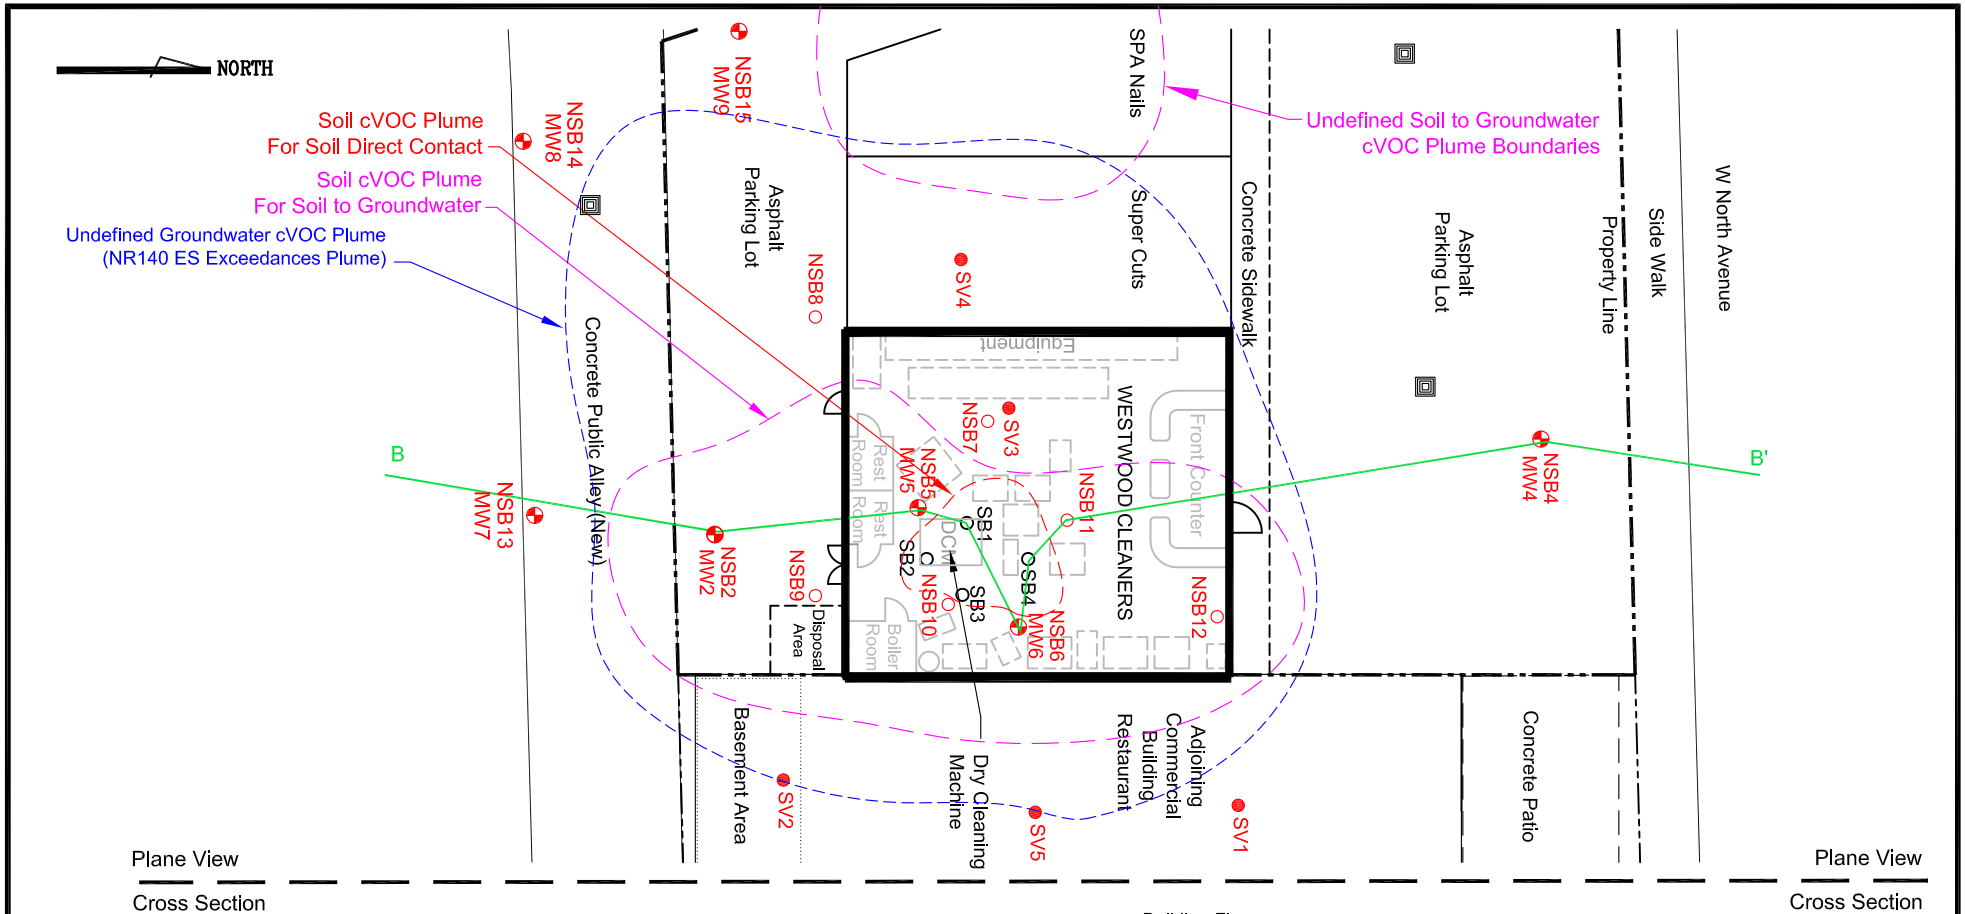 NORTH
NSB15
MW9
NSB14
MW8
Soil cVOC Plume
For Soil Direct Contact
Soil cVOC Plume
For Soil to Groundwater
Undefined Groundwater cVOC Plume
(NR140 ES Exceedances Plume)
Asphalt
Parking Lot
SPA Nails
Undefined Soil to Groundwater
cVOC Plume Boundaries
Super Cuts
Concrete Sidewalk
Asphalt
Parking Lot
Property Line
Side Walk
W North Avenue
NSB8
SV4
Concrete Public Alley (New)
Equipment
WESTWOOD CLEANERS
Front Counter
NSB7
SV3
Rest
Room
Rest
Room
NSB5
MW5
NSB11
SB1
DCM
SB2
SB4
SB3
NSB10
NSB6
MW6
NSB12
Boiler
Room
B
B'
NSB4
MW4
NSB13
MW7
NSB2
MW2
NSB9
Disposal
Area
Basement Area
SV2
Dry Cleaning
Machine
SV5
Adjoining
Commercial
Building
Restaurant
SV1
Concrete Patio
Plane View
Plane View
Cross Section
Cross Section